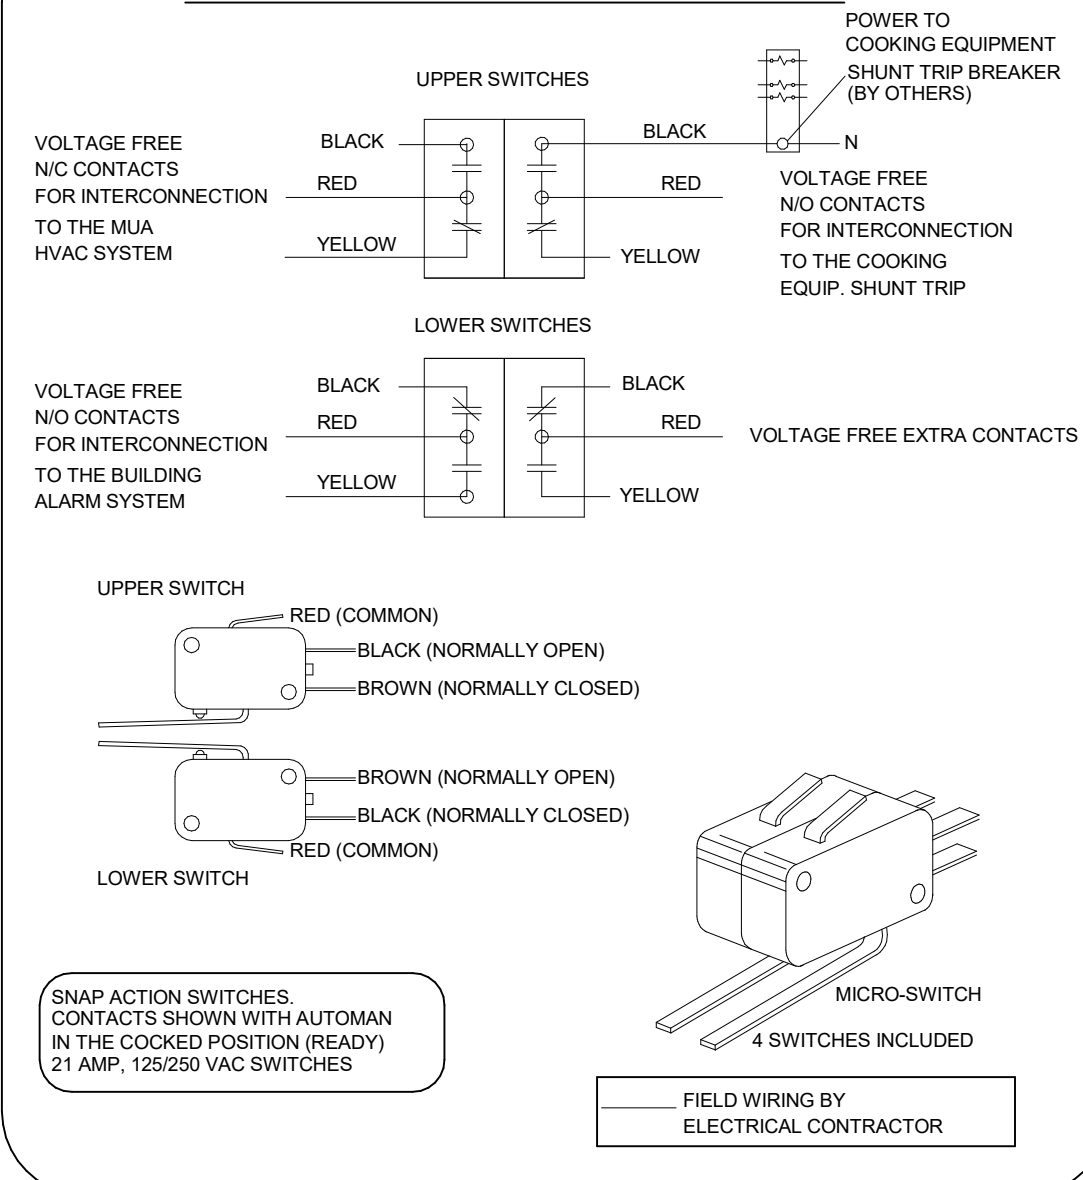 POWER TO
COOKING EQUIPMENT
SHUNT TRIP BREAKER
(BY OTHERS)
N
UPPER SWITCHES
VOLTAGE FREE
N/C CONTACTS
FOR INTERCONNECTION
TO THE MUA
HVAC SYSTEM
BLACK
RED
YELLOW
BLACK
RED
YELLOW
VOLTAGE FREE
N/O CONTACTS
FOR INTERCONNECTION
TO THE COOKING
EQUIP. SHUNT TRIP
LOWER SWITCHES
VOLTAGE FREE
N/O CONTACTS
FOR INTERCONNECTION
TO THE BUILDING
ALARM SYSTEM
BLACK
RED
YELLOW
BLACK
RED
YELLOW
VOLTAGE FREE EXTRA CONTACTS
UPPER SWITCH
RED (COMMON)
BLACK (NORMALLY OPEN)
BROWN (NORMALLY CLOSED)
BROWN (NORMALLY OPEN)
BLACK (NORMALLY CLOSED)
RED (COMMON)
LOWER SWITCH
SNAP ACTION SWITCHES.
CONTACTS SHOWN WITH AUTOMAN
IN THE COCKED POSITION (READY)
21 AMP, 125/250 VAC SWITCHES
MICRO-SWITCH
4 SWITCHES INCLUDED
FIELD WIRING BY
ELECTRICAL CONTRACTOR